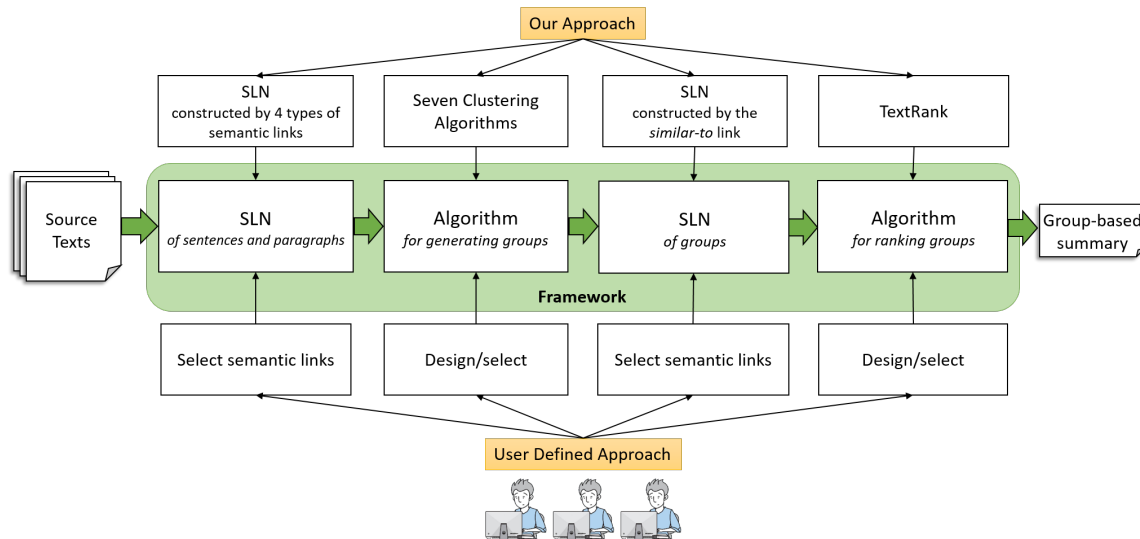 Our Approach
SLN
constructed by 4 types of
semantic links
Seven Clustering
Algorithms
SLN
constructed by the
similar-to link
TextRank
Source
Texts
SLN
of sentences and paragraphs
Algorithm
for generating groups
SLN
of groups
Algorithm
for ranking groups
Group-based
summary
Framework
Select semantic links
Design/select
Select semantic links
Design/select
User Defined Approach